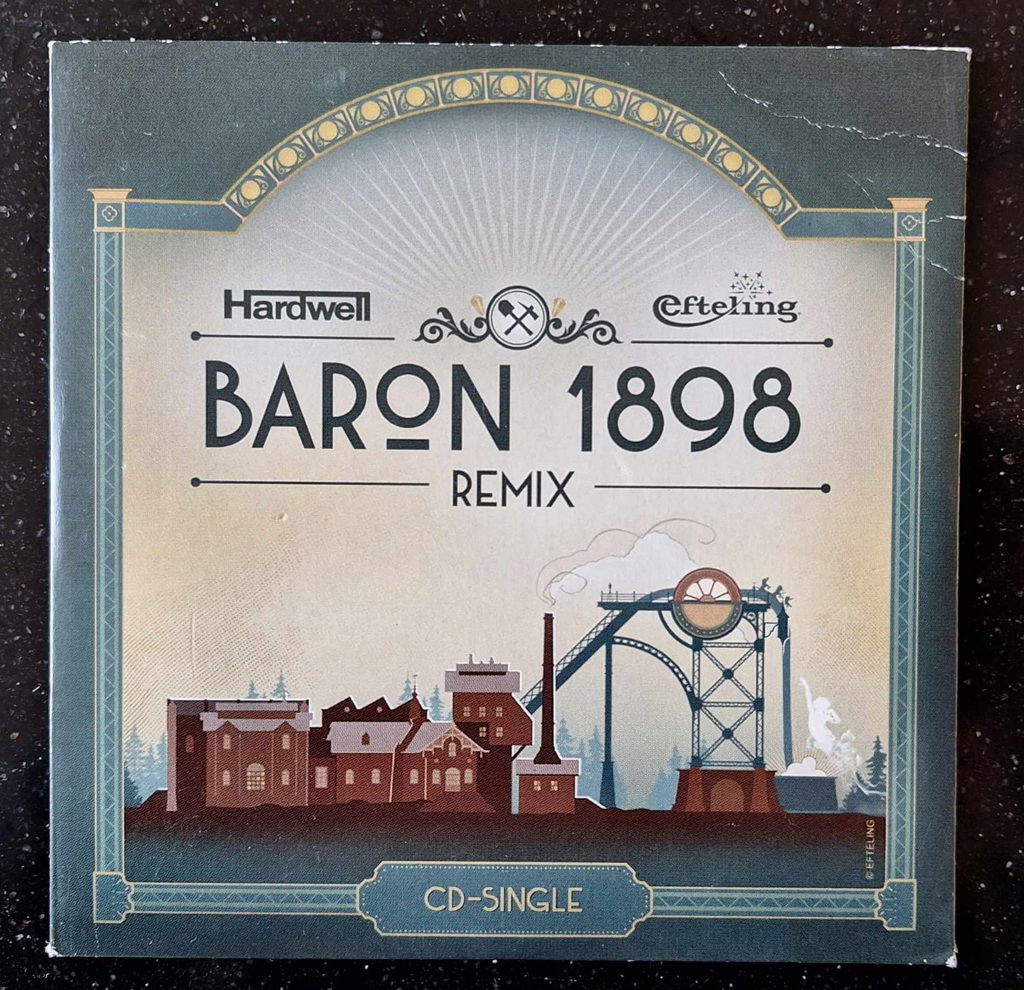 Hardwell
efteling
BARON 1898
REMIX
© EFTELING
CD-SINGLE